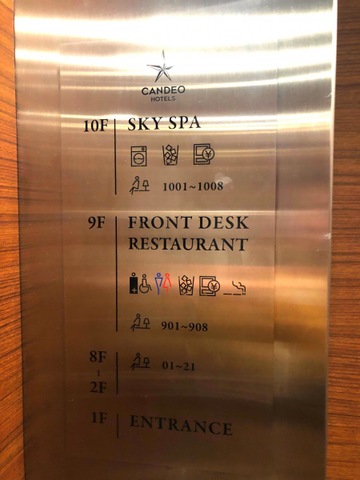 CANDEO
HOTELS
10F SKY SPA
1001~1008
9F FRONT DESK
RESTAURANT
901~908
8F
01~21
2F
1F ENTRANCE